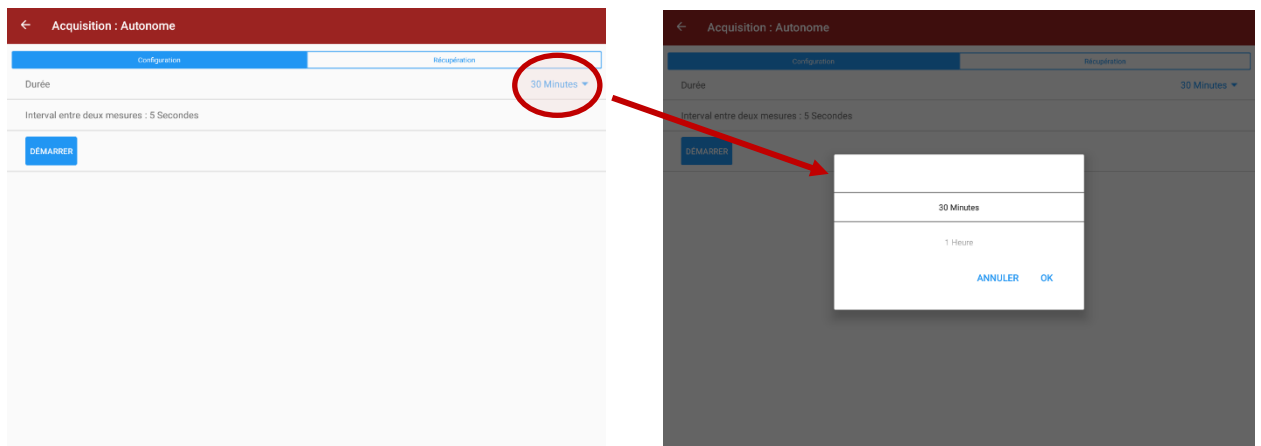 ← Acquisition : Autonome
Configuration Récupération
Durée 30 Minutes
Interval entre deux mesures : 5 Secondes
DÉMARRER
← Acquisition : Autonome
Configuration Récupération
Durée 30 Minutes
Interval entre deux mesures : 5 Secondes
DÉMARRER
30 Minutes
1 Heure
ANNULER OK